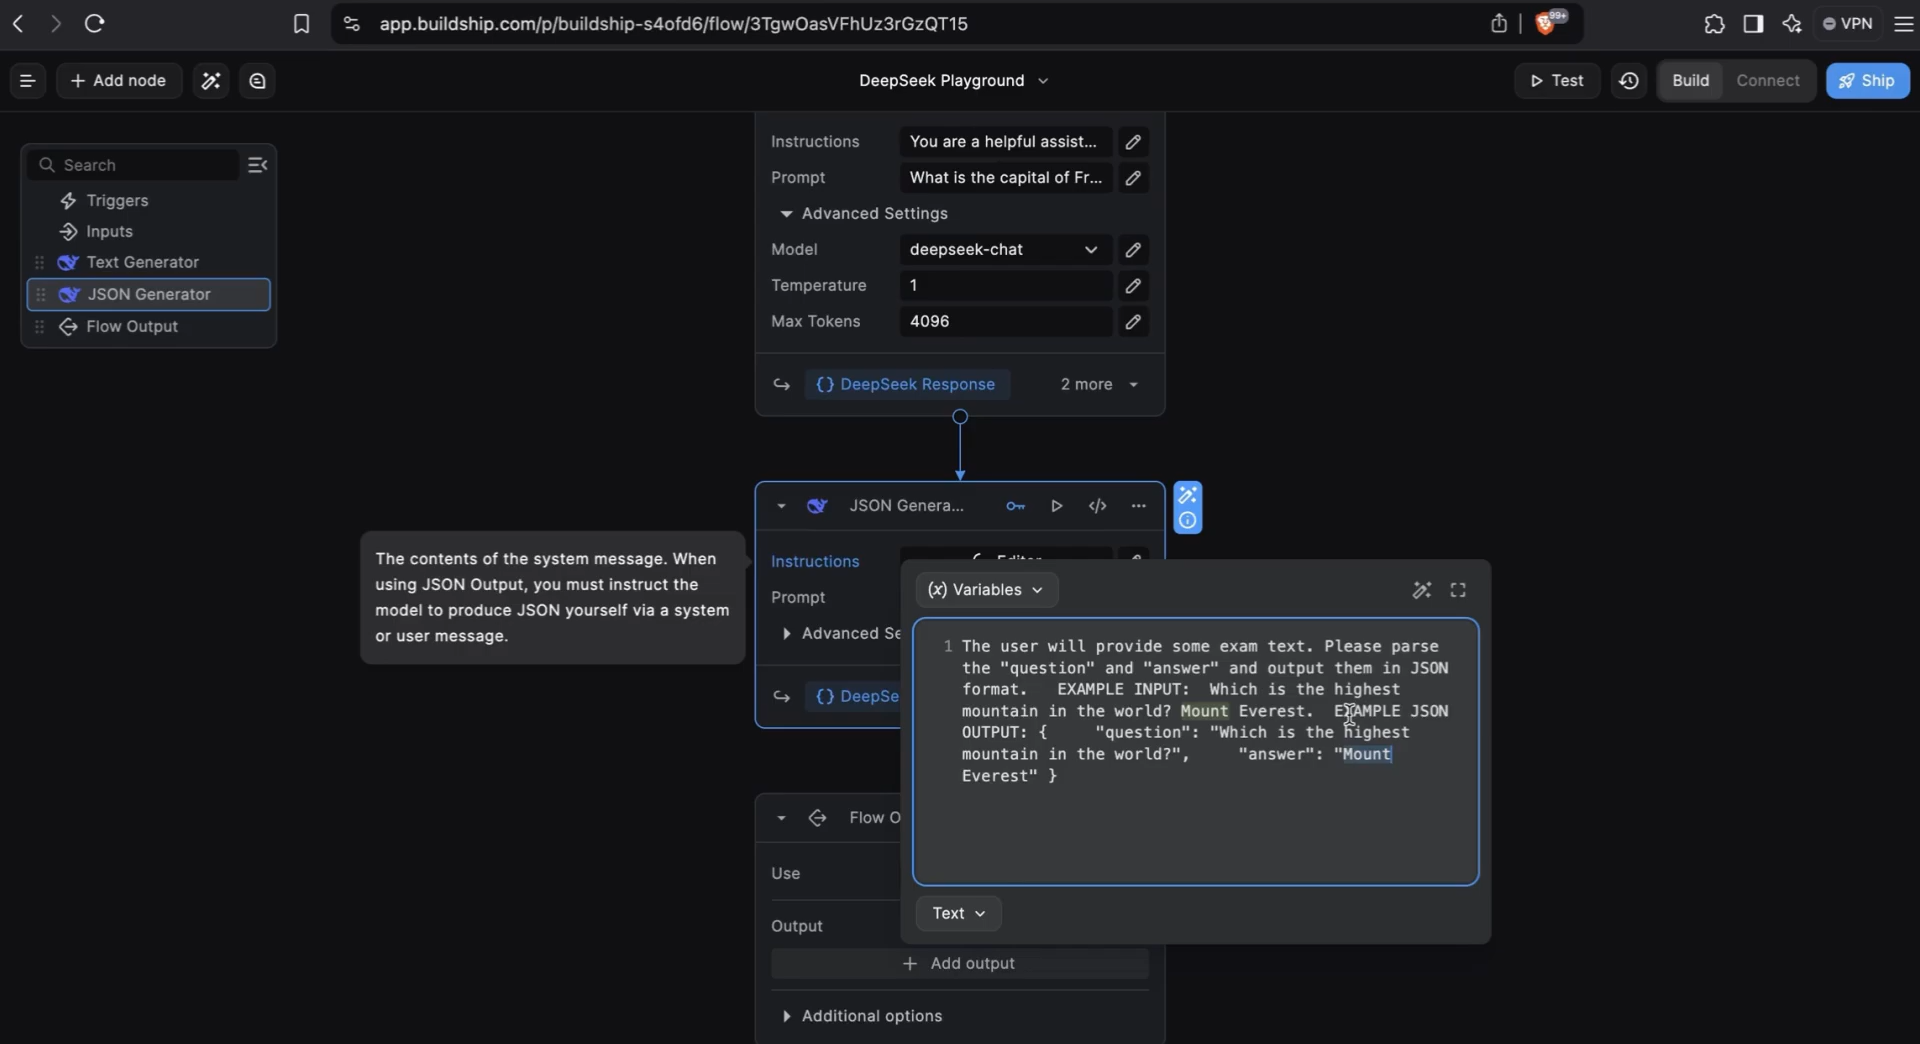 app.buildship.com/p/buildship-s4ofd6/flow/3TgwOasVFhUz3rGzQT15
99+
VPN
+ Add node
DeepSeek Playground
Test
Build
Connect
Ship
Search
Triggers
Inputs
Text Generator
JSON Generator
Flow Output
Instructions
You are a helpful assist...
Prompt
What is the capital of Fr...
Advanced Settings
Model
deepseek-chat
Temperature
1
Max Tokens
4096
{} DeepSeek Response
2 more
JSON Genera...
The contents of the system message. When
using JSON Output, you must instruct the
model to produce JSON yourself via a system
or user message.
Instructions
Editor
Prompt
Advanced Se
{} DeepSe
(x) Variables
1 The user will provide some exam text. Please parse
the "question" and "answer" and output them in JSON
format. EXAMPLE INPUT: Which is the highest
mountain in the world? Mount Everest. EXAMPLE JSON
OUTPUT: { "question": "Which is the highest
mountain in the world?", "answer": "Mount
Everest" }
Text
Flow O
Use
Output
+ Add output
Additional options